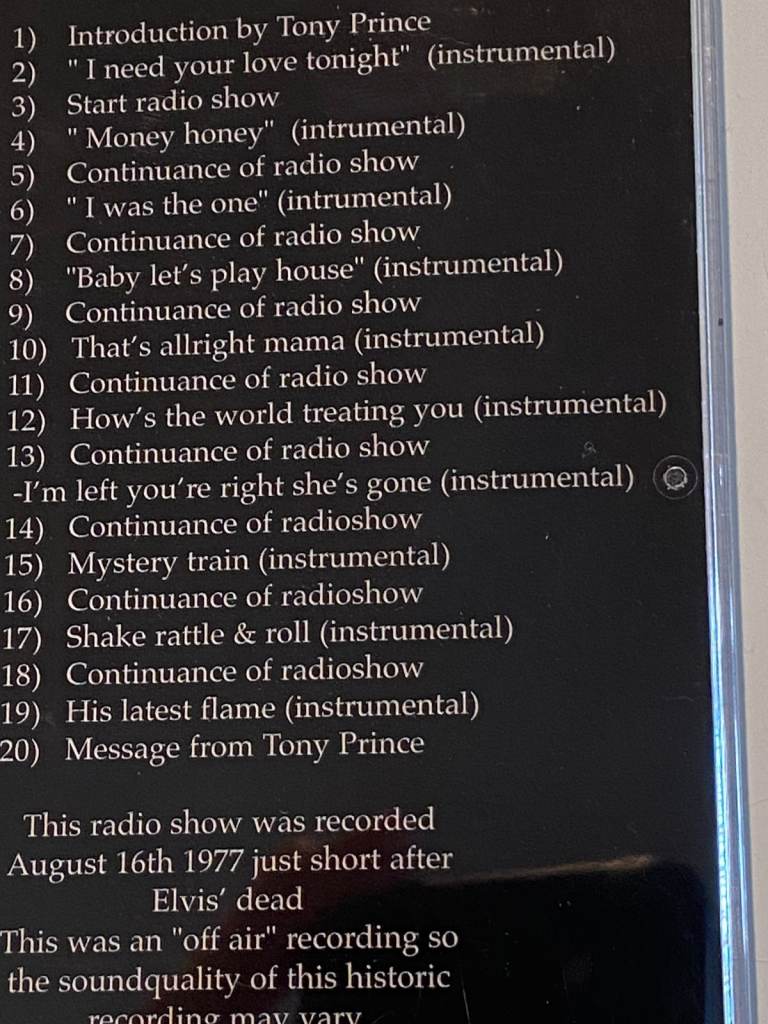 1) Introduction by Tony Prince
2) " I need your love tonight" (instrumental)
3) Start radio show
4) " Money honey" (intrumental)
5) Continuance of radio show
6) " I was the one" (intrumental)
7) Continuance of radio show
8) "Baby let's play house" (instrumental)
9) Continuance of radio show
10) That's allright mama (instrumental)
11) Continuance of radio show
12) How's the world treating you (instrumental)
13) Continuance of radio show
-I'm left you're right she's gone (instrumental)
14) Continuance of radioshow
15) Mystery train (instrumental)
16) Continuance of radioshow
17) Shake rattle & roll (instrumental)
18) Continuance of radioshow
19) His latest flame (instrumental)
20) Message from Tony Prince
This radio show was recorded
August 16th 1977 just short after
Elvis' dead
This was an "off air" recording so
the soundquality of this historic
recording may vary